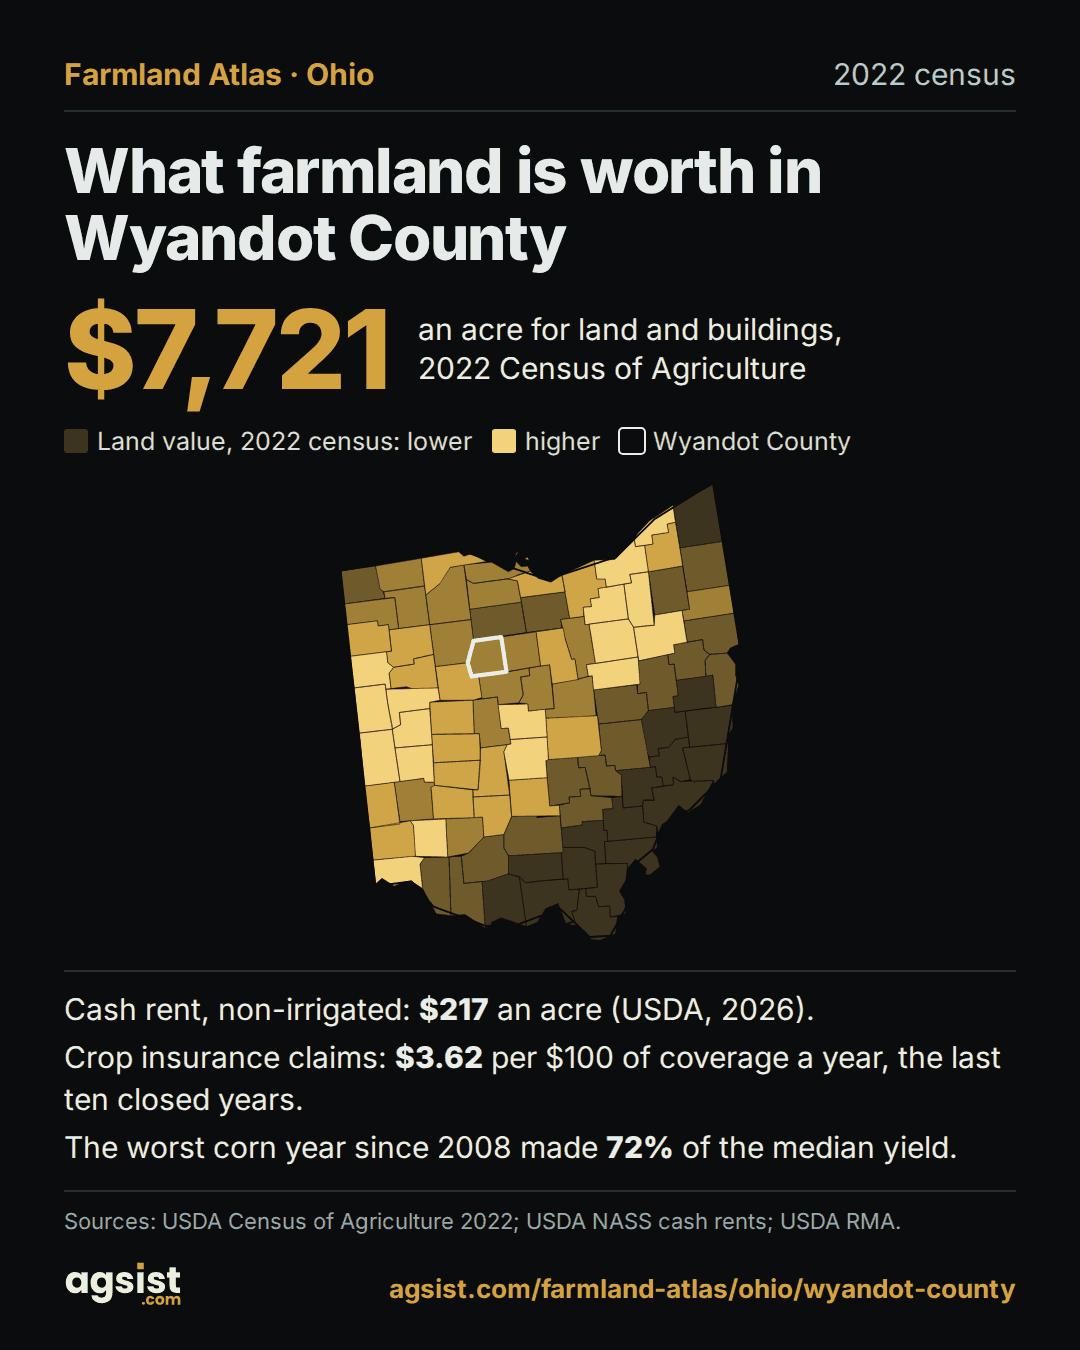 Farmland Atlas · Ohio
2022 census
What farmland is worth in
Wyandot County
$7,721
an acre for land and buildings,
2022 Census of Agriculture
Land value, 2022 census: lower
higher
Wyandot County
Cash rent, non-irrigated: $217 an acre (USDA, 2026).
Crop insurance claims: $3.62 per $100 of coverage a year, the last
ten closed years.
The worst corn year since 2008 made 72% of the median yield.
Sources: USDA Census of Agriculture 2022; USDA NASS cash rents; USDA RMA.
agsist
.com
agsist.com/farmland-atlas/ohio/wyandot-county